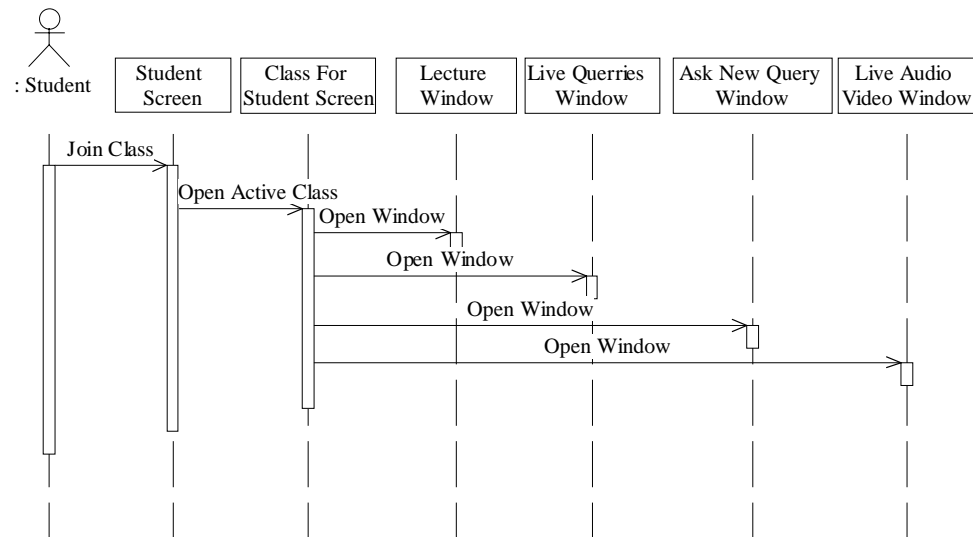 : Student
Student
Screen
Class For
Student Screen
Lecture
Window
Live Querries
Window
Ask New Query
Window
Live Audio
Video Window
Join Class
Open Active Class
Open Window
Open Window
Open Window
Open Window